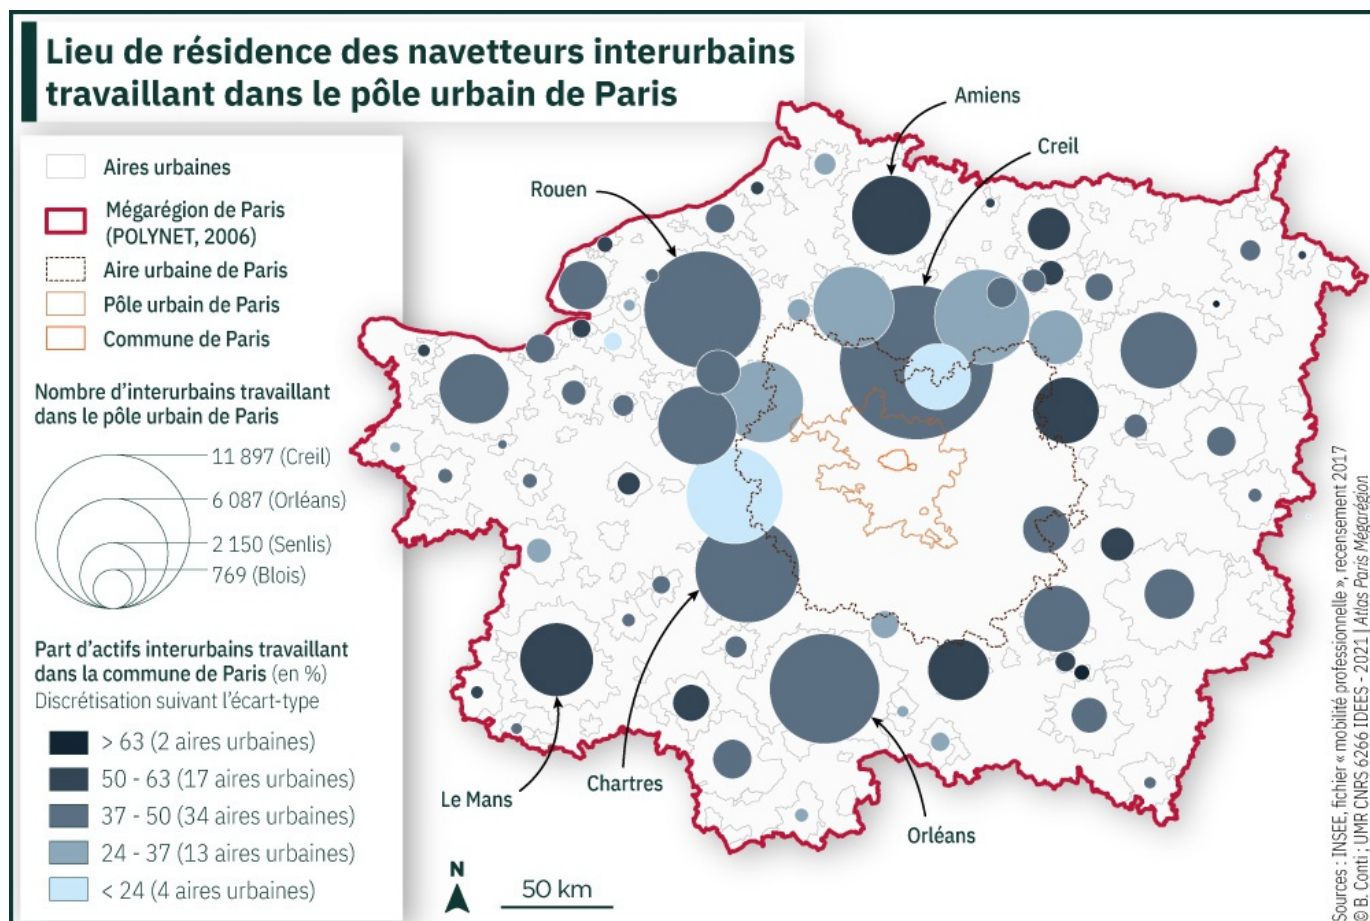 Lieu de résidence des navetteurs interurbains
travaillant dans le pôle urbain de Paris
Aires urbaines
Mégarégion de Paris
(POLYNET, 2006)
Aire urbaine de Paris
Pôle urbain de Paris
Commune de Paris
Nombre d'interurbains travaillant
dans le pôle urbain de Paris
11 897 (Creil)
6 087 (Orléans)
2 150 (Senlis)
769 (Blois)
Part d'actifs interurbains travaillant
dans la commune de Paris (en %)
Discrétisation suivant l'écart-type
> 63 (2 aires urbaines)
50 - 63 (17 aires urbaines)
37 - 50 (34 aires urbaines)
24 - 37 (13 aires urbaines)
< 24 (4 aires urbaines)
Amiens
Creil
Rouen
Le Mans
Chartres
Orléans
N
50 km
Sources : INSEE, fichier « mobilité professionnelle », recensement 2017
© B. Conti ; UMR CNRS 6266 IDEES - 2021 | Atlas Paris Mégarégion